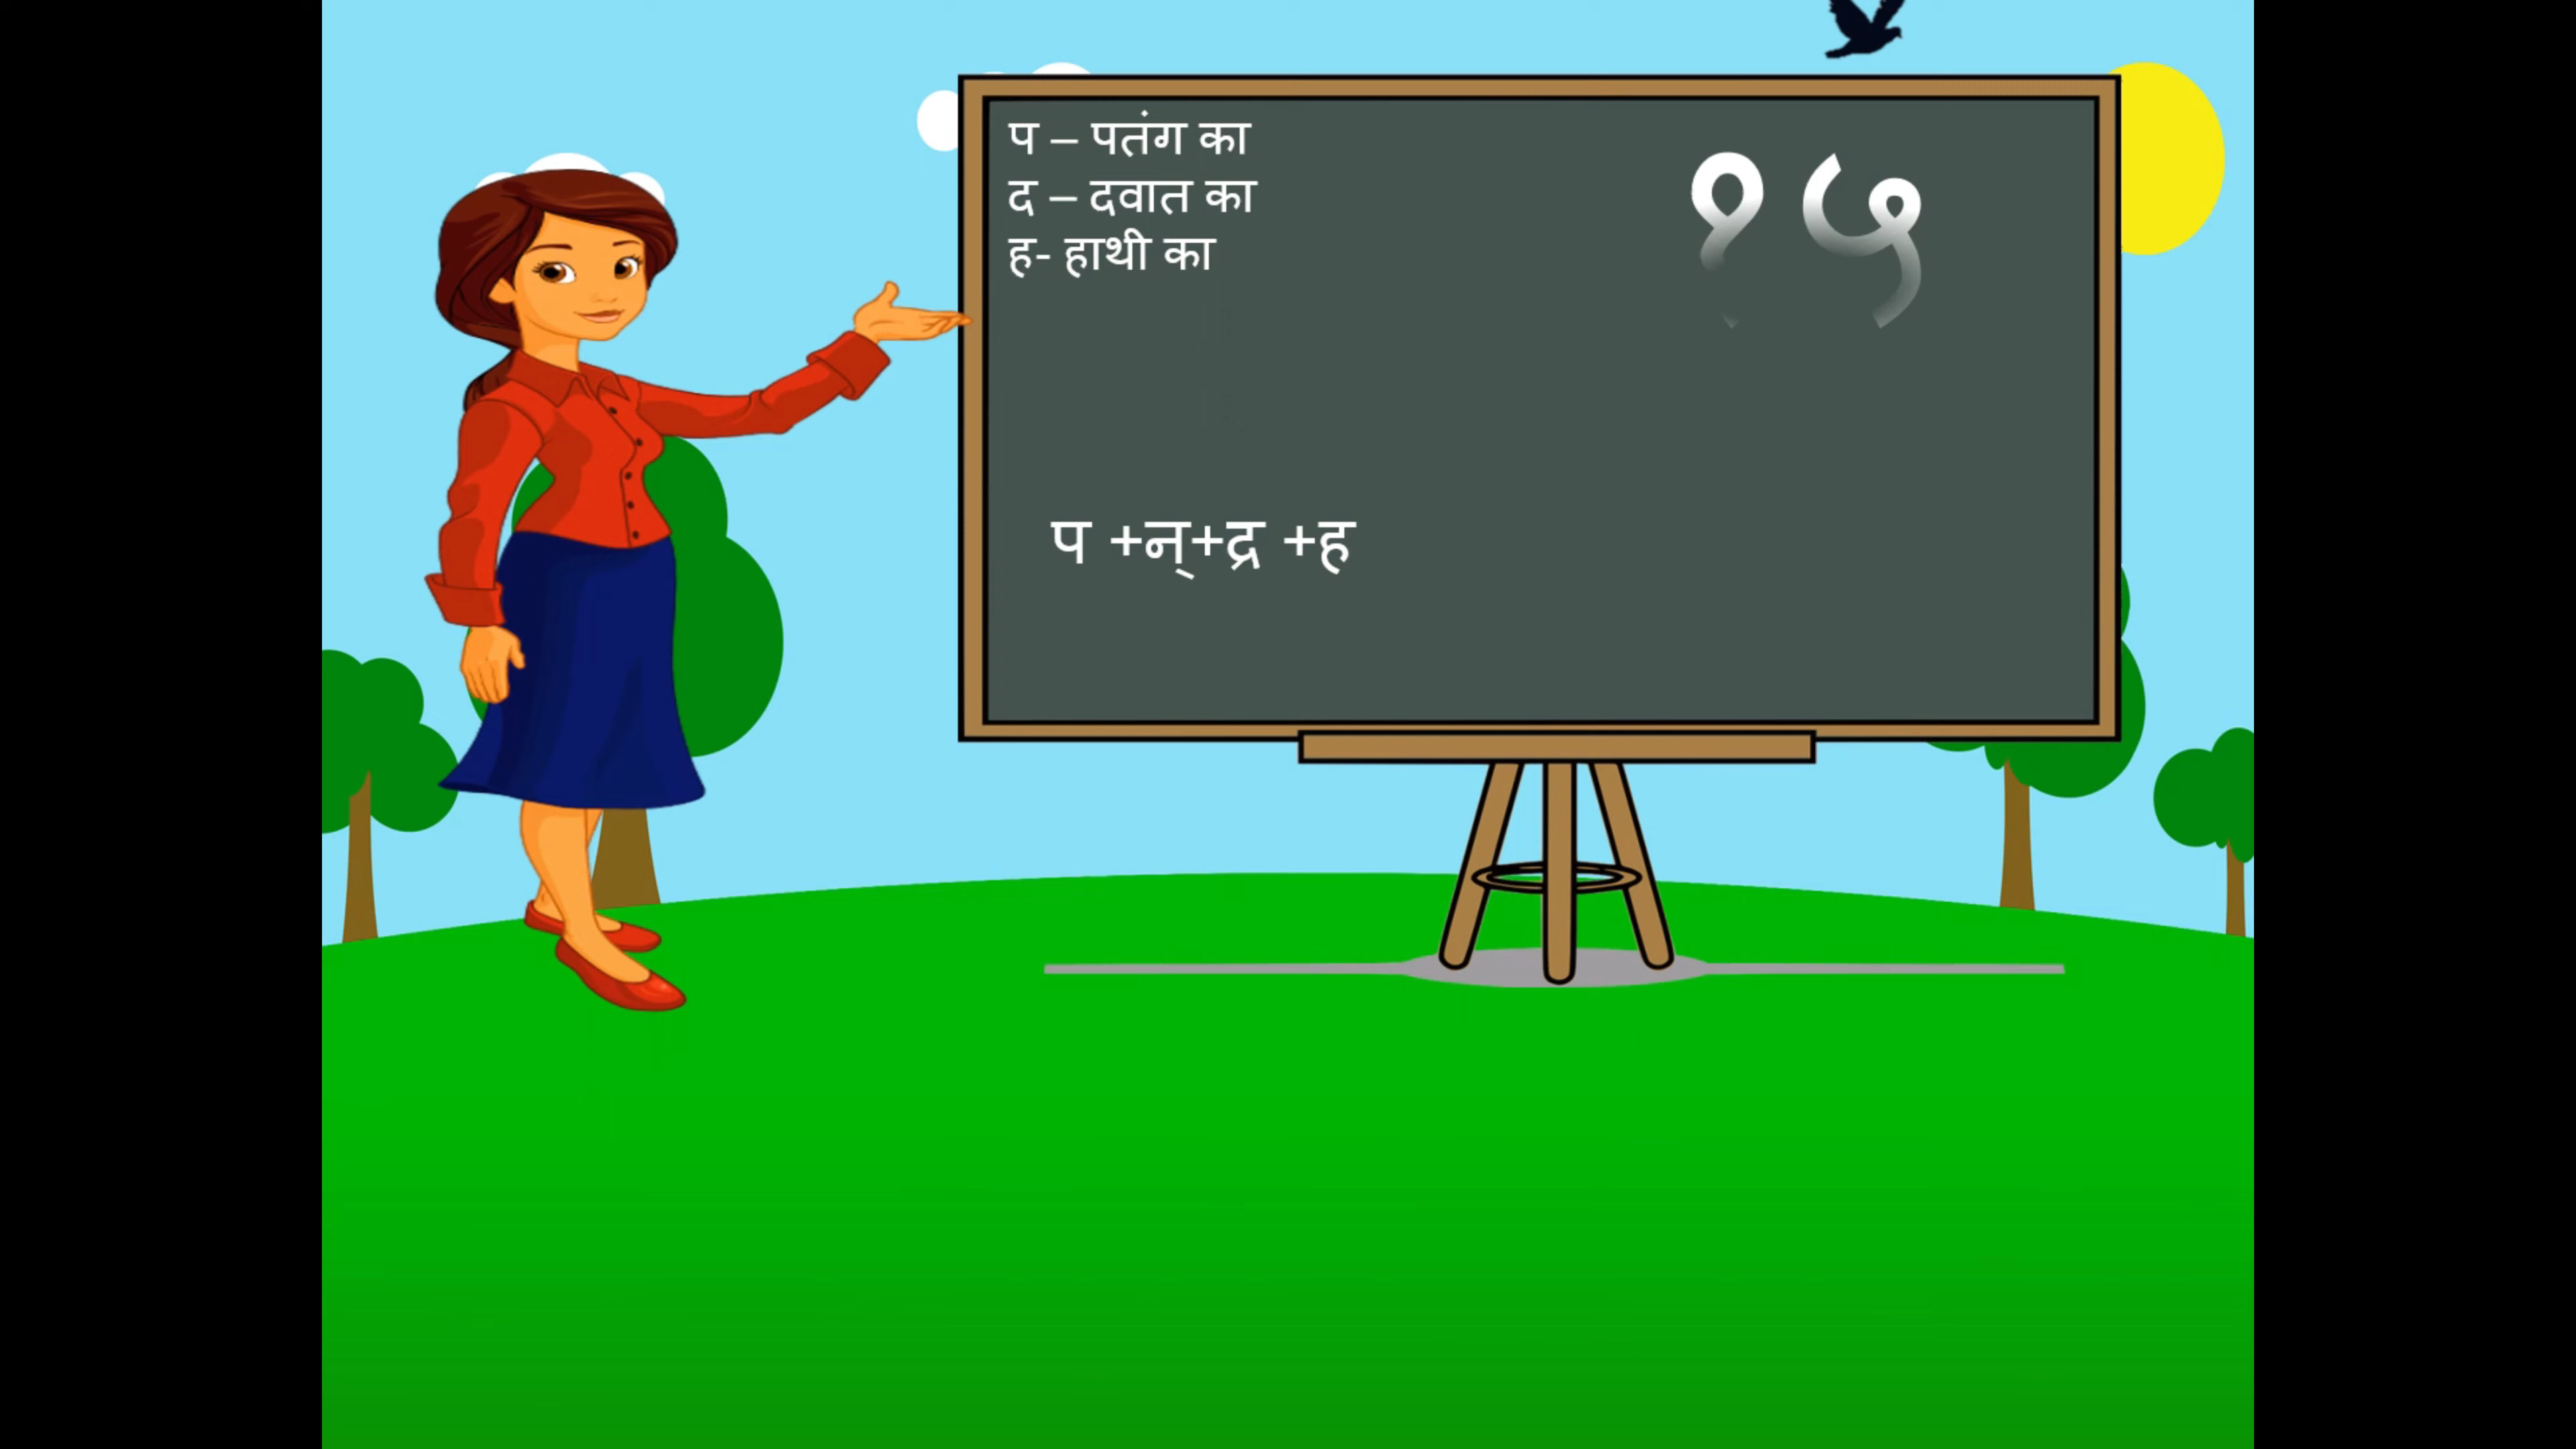 प – पतंग का
द – दवात का
ह- हाथी का
१५
प +न्+द्र +ह